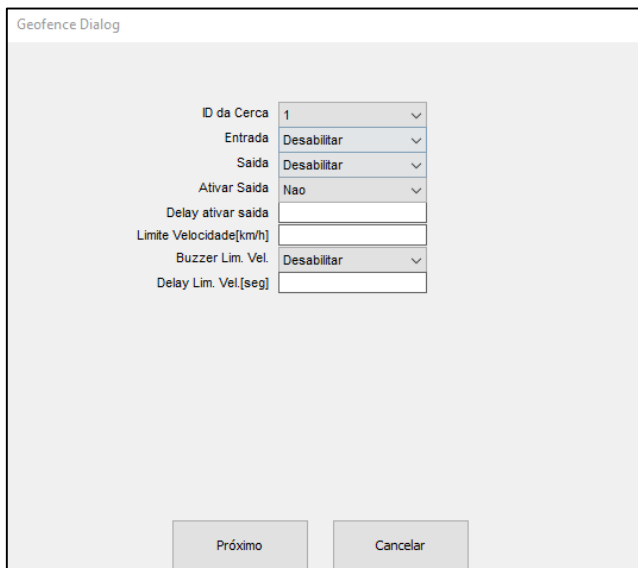 Geofence Dialog
ID da Cerca 1
Entrada Desabilitar
Saida Desabilitar
Ativar Saida Nao
Delay ativar saida
Limite Velocidade[km/h]
Buzzer Lim. Vel. Desabilitar
Delay Lim. Vel.[seg]
Próximo Cancelar